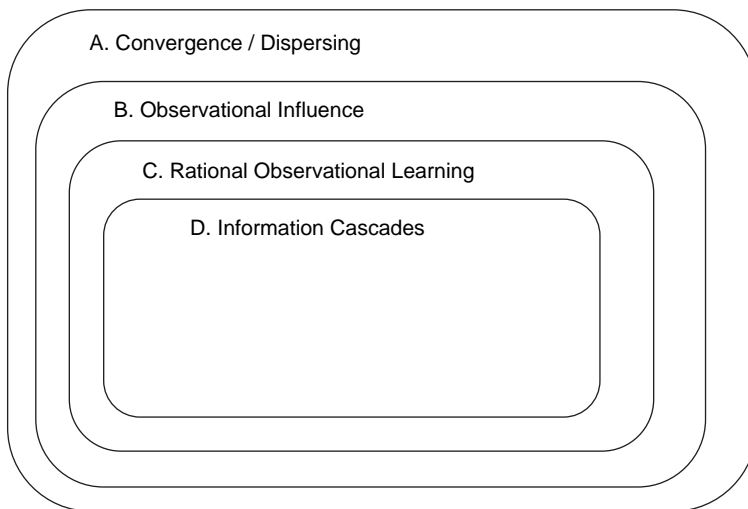 A. Convergence / Dispersing
B. Observational Influence
C. Rational Observational Learning
D. Information Cascades